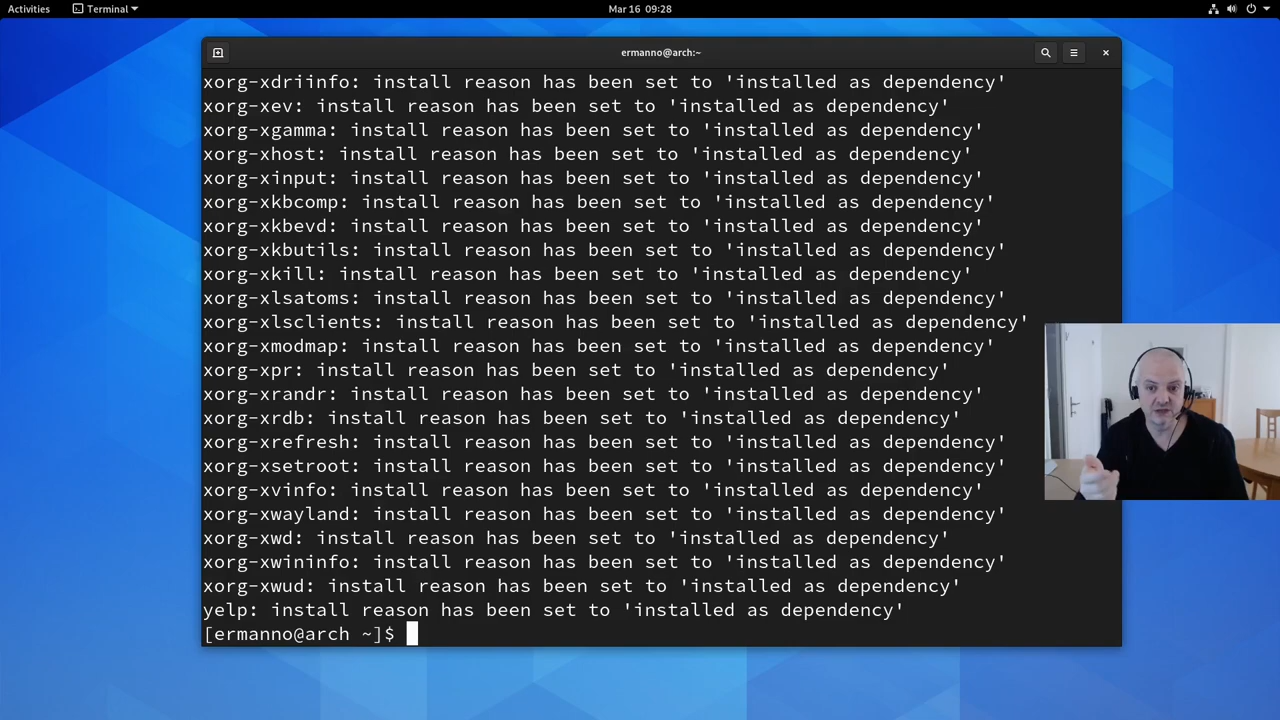 Activities
Terminal
Mar 16 09:28
ermanno@arch:~
xorg-xdriinfo: install reason has been set to 'installed as dependency'
xorg-xev: install reason has been set to 'installed as dependency'
xorg-xgamma: install reason has been set to 'installed as dependency'
xorg-xhost: install reason has been set to 'installed as dependency'
xorg-xinput: install reason has been set to 'installed as dependency'
xorg-xkbcomp: install reason has been set to 'installed as dependency'
xorg-xkbevd: install reason has been set to 'installed as dependency'
xorg-xkbutils: install reason has been set to 'installed as dependency'
xorg-xkill: install reason has been set to 'installed as dependency'
xorg-xlsatoms: install reason has been set to 'installed as dependency'
xorg-xlsclients: install reason has been set to 'installed as dependency'
xorg-xmodmap: install reason has been set to 'installed as dependency'
xorg-xpr: install reason has been set to 'installed as dependency'
xorg-xrandr: install reason has been set to 'installed as dependency'
xorg-xrdb: install reason has been set to 'installed as dependency'
xorg-xrefresh: install reason has been set to 'installed as dependency'
xorg-xsetroot: install reason has been set to 'installed as dependency'
xorg-xvinfo: install reason has been set to 'installed as dependency'
xorg-xwayland: install reason has been set to 'installed as dependency'
xorg-xwd: install reason has been set to 'installed as dependency'
xorg-xwininfo: install reason has been set to 'installed as dependency'
xorg-xwud: install reason has been set to 'installed as dependency'
yelp: install reason has been set to 'installed as dependency'
[ermanno@arch ~]$